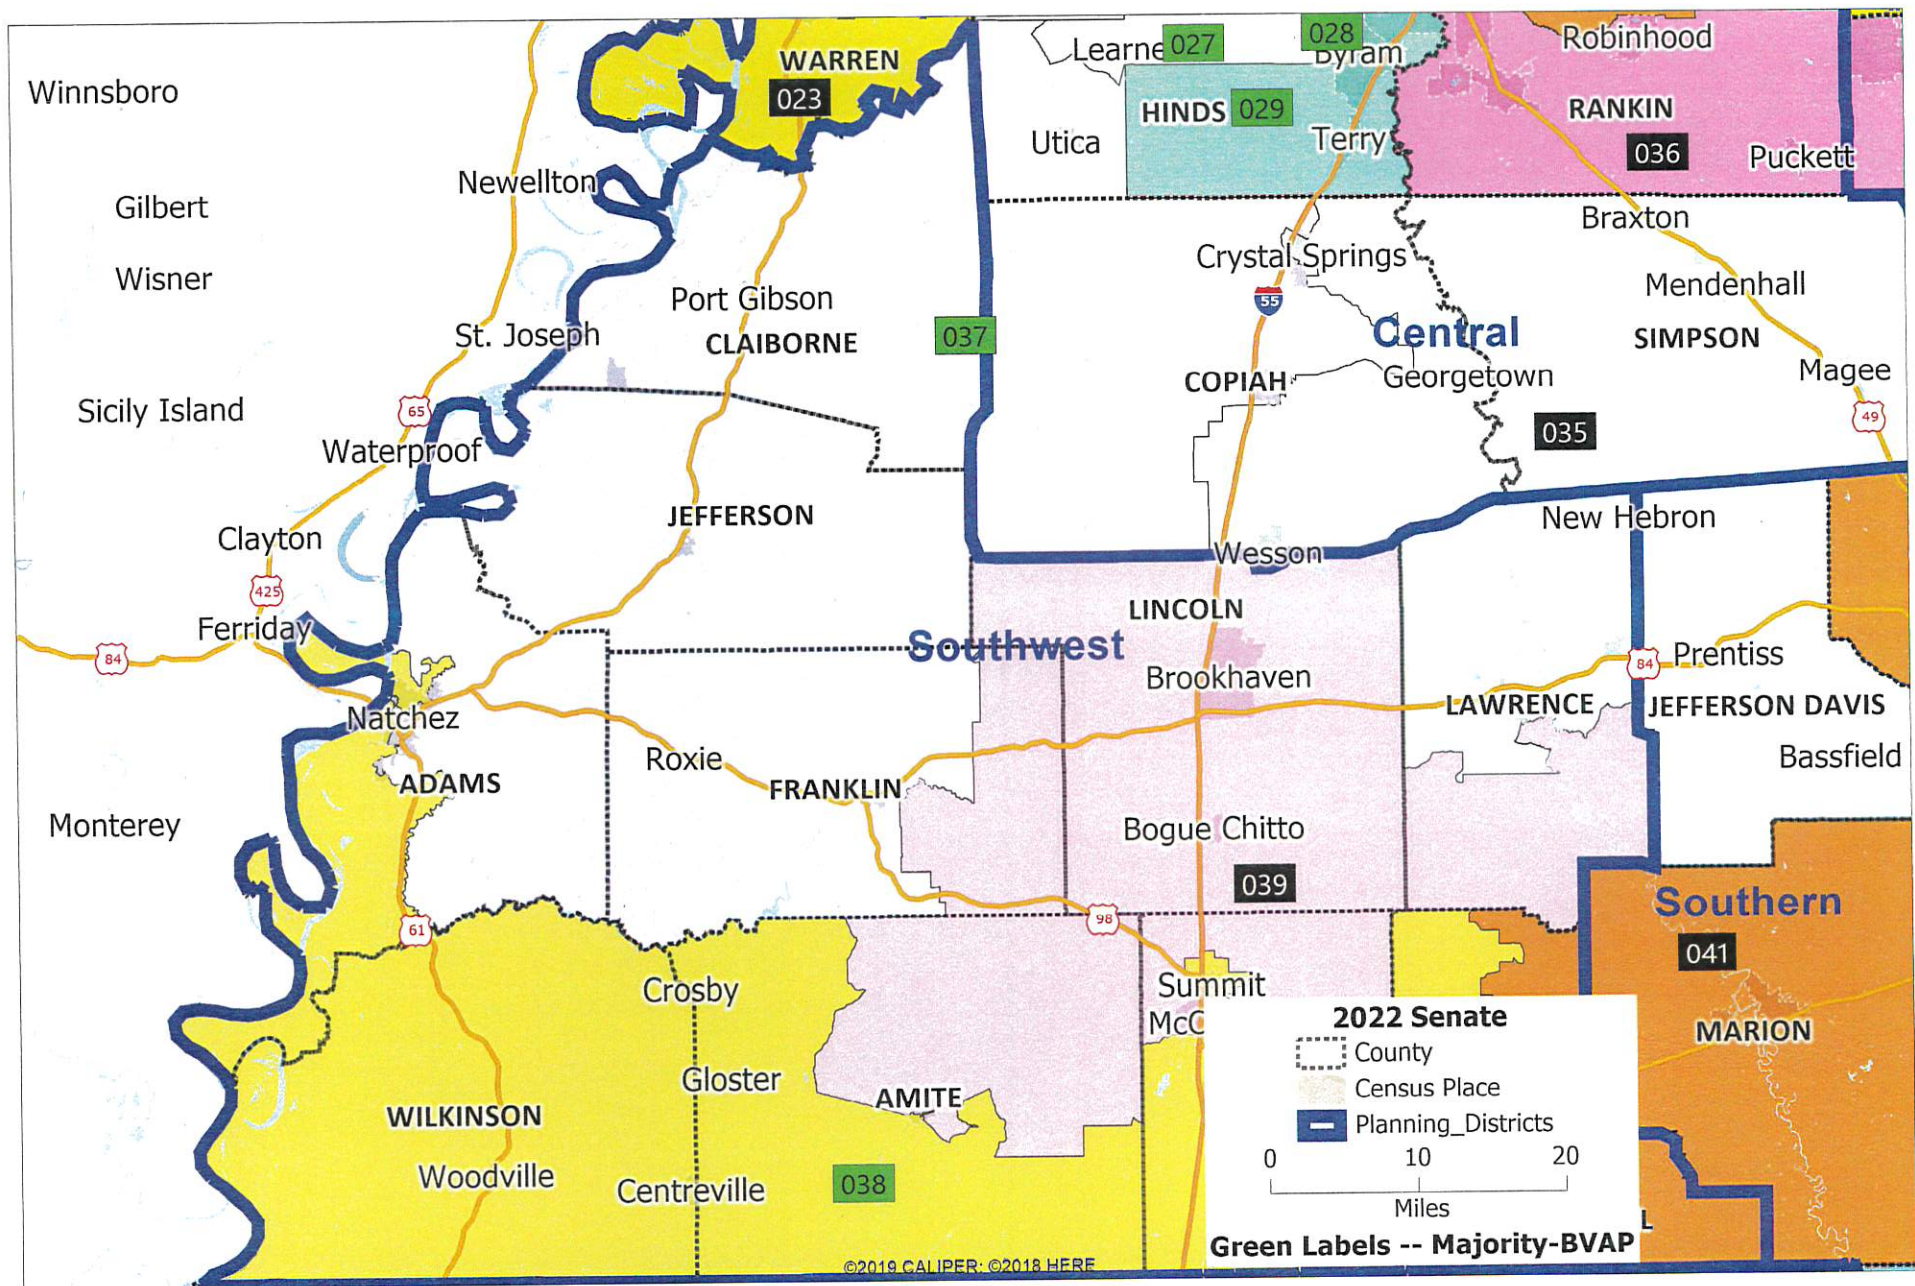 Learne
027
028
Byram
Robinhood
WARREN
023
Winnsboro
HINDS
029
RANKIN
036
Utica
Terry
Puckett
Newellton
Gilbert
Braxton
Crystal Springs
Wisner
Mendenhall
Port Gibson
55
St. Joseph
CLAIBORNE
037
Central
SIMPSON
COPIAH
Georgetown
Magee
Sicily Island
65
49
Waterproof
035
JEFFERSON
New Hebron
Clayton
Wesson
425
LINCOLN
Ferriday
Southwest
84
84
Prentiss
Brookhaven
Natchez
LAWRENCE
JEFFERSON DAVIS
Roxie
Bassfield
ADAMS
FRANKLIN
Monterey
Bogue Chitto
039
Southern
61
98
041
Crosby
Summit
McC
2022 Senate
MARION
County
Gloster
Census Place
AMITE
WILKINSON
Planning_Districts
0 10 20
Woodville
Centreville
038
Miles
L
Green Labels -- Majority-BVAP
©2019 CALIPER; ©2018 HERE